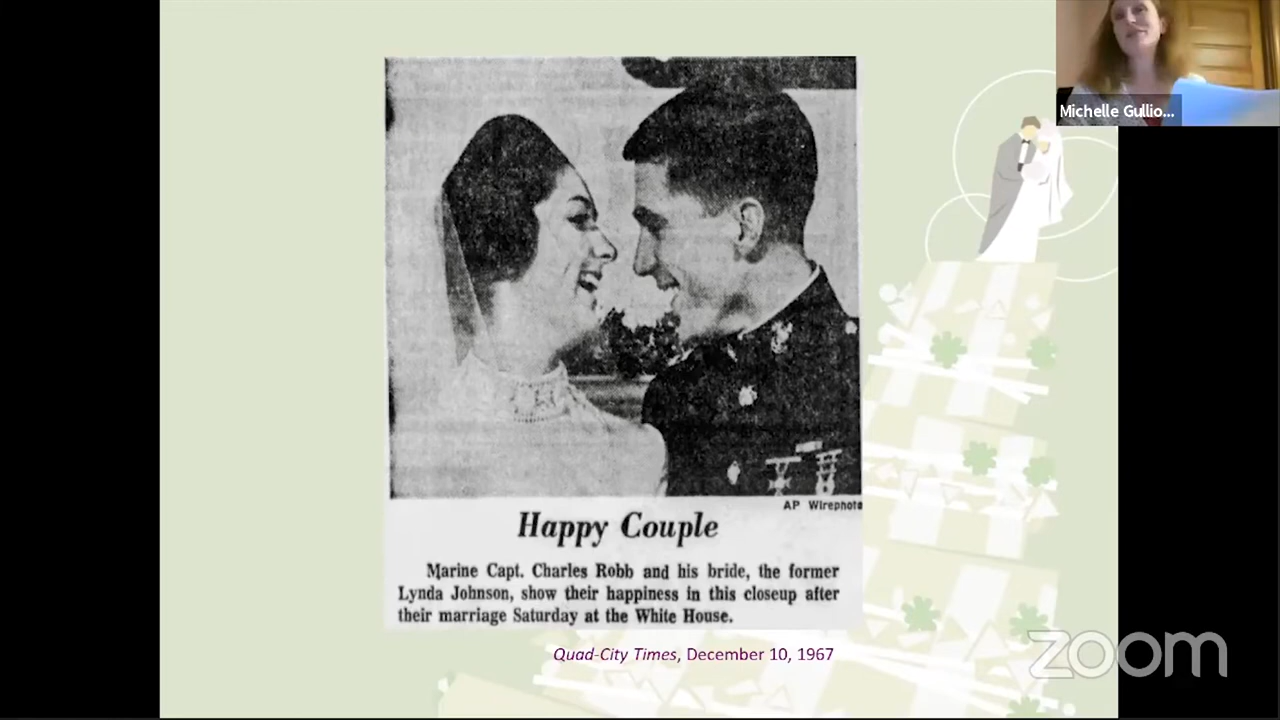 Michelle Gullio...
AP Wirephoto
Happy Couple
Marine Capt. Charles Robb and his bride, the former
Lynda Johnson, show their happiness in this closeup after
their marriage Saturday at the White House.
Quad-City Times, December 10, 1967
zoom